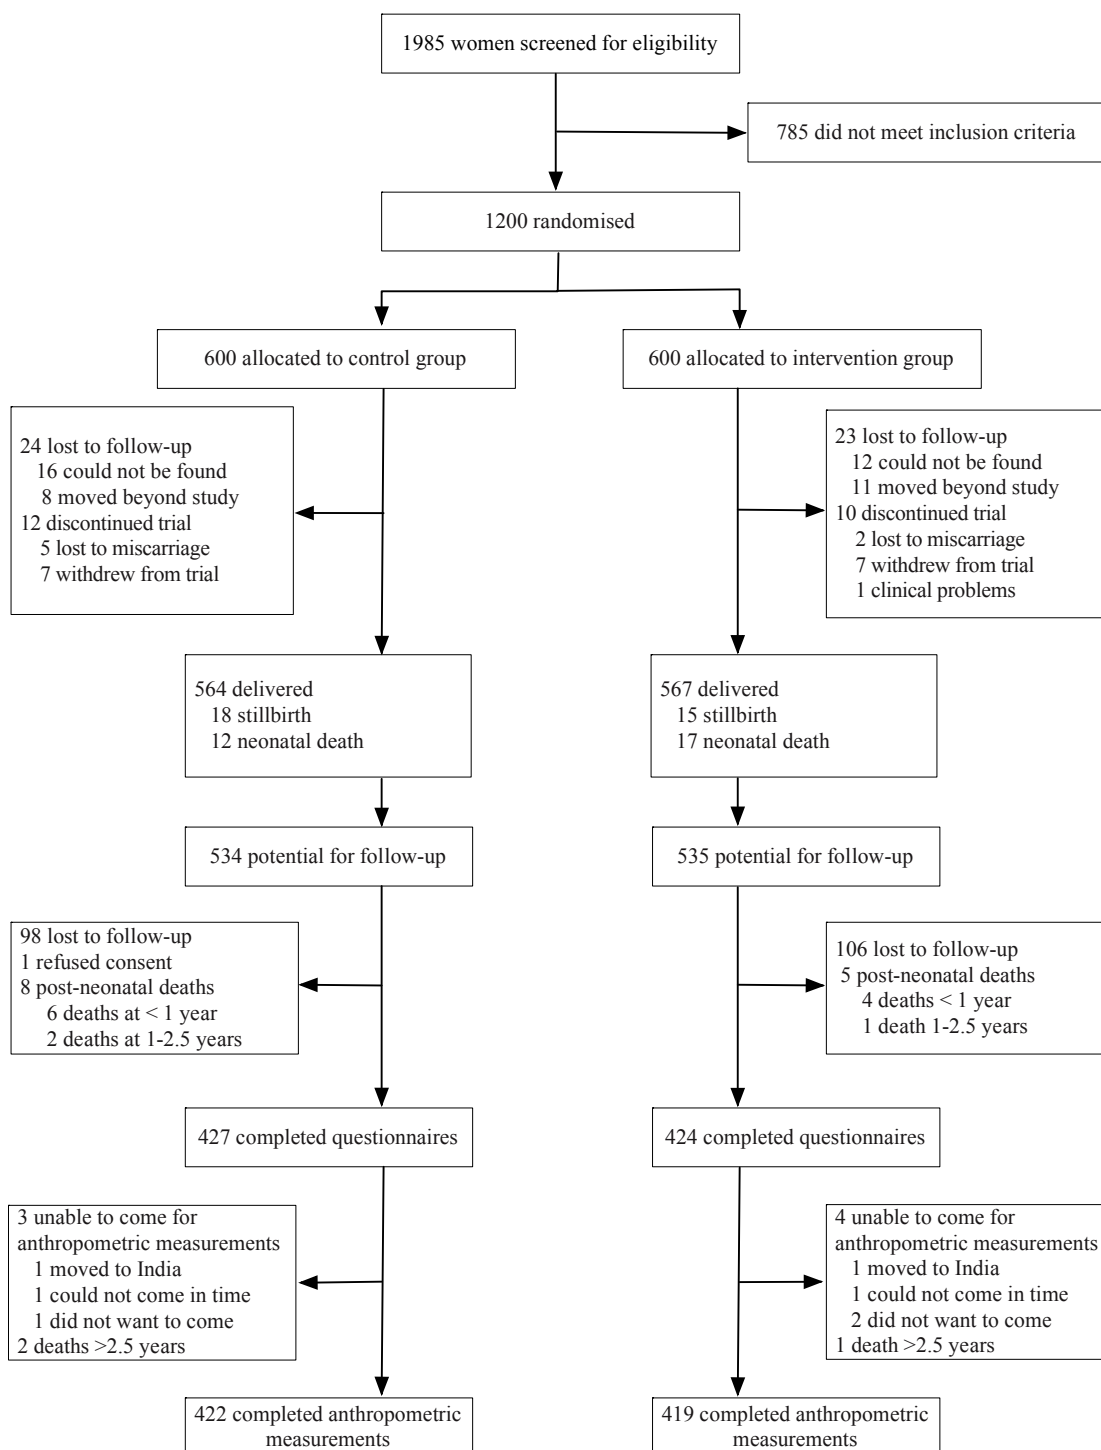 1985 women screened for eligibility
785 did not meet inclusion criteria
1200 randomised
600 allocated to control group
600 allocated to intervention group
24 lost to follow-up
16 could not be found
8 moved beyond study
12 discontinued trial
5 lost to miscarriage
7 withdrew from trial
23 lost to follow-up
12 could not be found
11 moved beyond study
10 discontinued trial
2 lost to miscarriage
7 withdrew from trial
1 clinical problems
564 delivered
18 stillbirth
12 neonatal death
567 delivered
15 stillbirth
17 neonatal death
534 potential for follow-up
535 potential for follow-up
98 lost to follow-up
1 refused consent
8 post-neonatal deaths
6 deaths at < 1 year
2 deaths at 1-2.5 years
106 lost to follow-up
5 post-neonatal deaths
4 deaths < 1 year
1 death 1-2.5 years
427 completed questionnaires
424 completed questionnaires
3 unable to come for
anthropometric measurements
1 moved to India
1 could not come in time
1 did not want to come
2 deaths >2.5 years
4 unable to come for
anthropometric measurements
1 moved to India
1 could not come in time
2 did not want to come
1 death >2.5 years
422 completed anthropometric
measurements
419 completed anthropometric
measurements